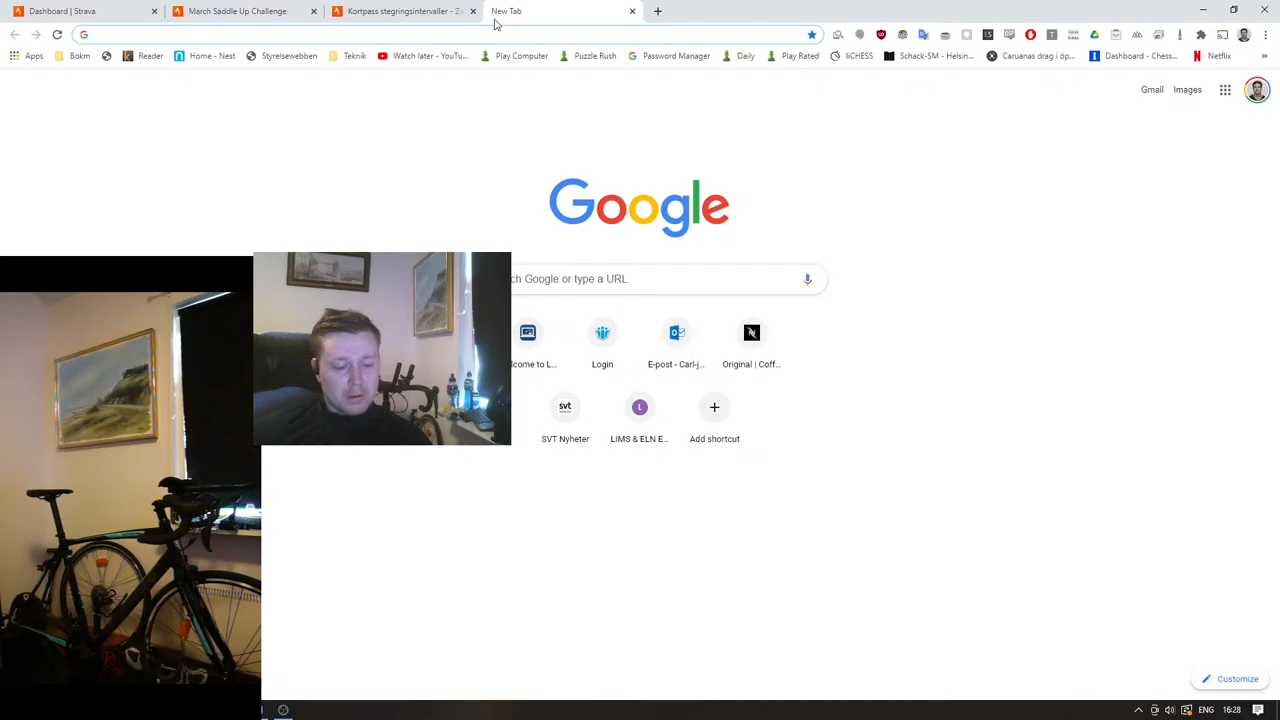 Dashboard | Strava
March Saddle Up Challenge
Kortpass stegringsintervaller - Zw
New Tab
Apps
Bokm
Reader
Home - Nest
Styrelsewebben
Teknik
Watch later - YouTu...
Play Computer
Puzzle Rush
Password Manager
Daily
Play Rated
liCHESS
Schack-SM - Helsin...
Caruanas drag i öp...
Dashboard - Chess...
Netflix
»
Gmail
Images
Google
ch Google or type a URL
lcome to L...
Login
E-post - Carl-j...
Original | Coff...
svt
SVT Nyheter
L
LIMS & ELN E...
Add shortcut
Customize
ENG
16:28